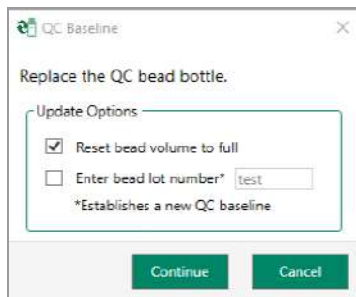 QC Baseline
Replace the QC bead bottle.
Update Options
Reset bead volume to full
Enter bead lot number* test
*Establishes a new QC baseline
Continue Cancel